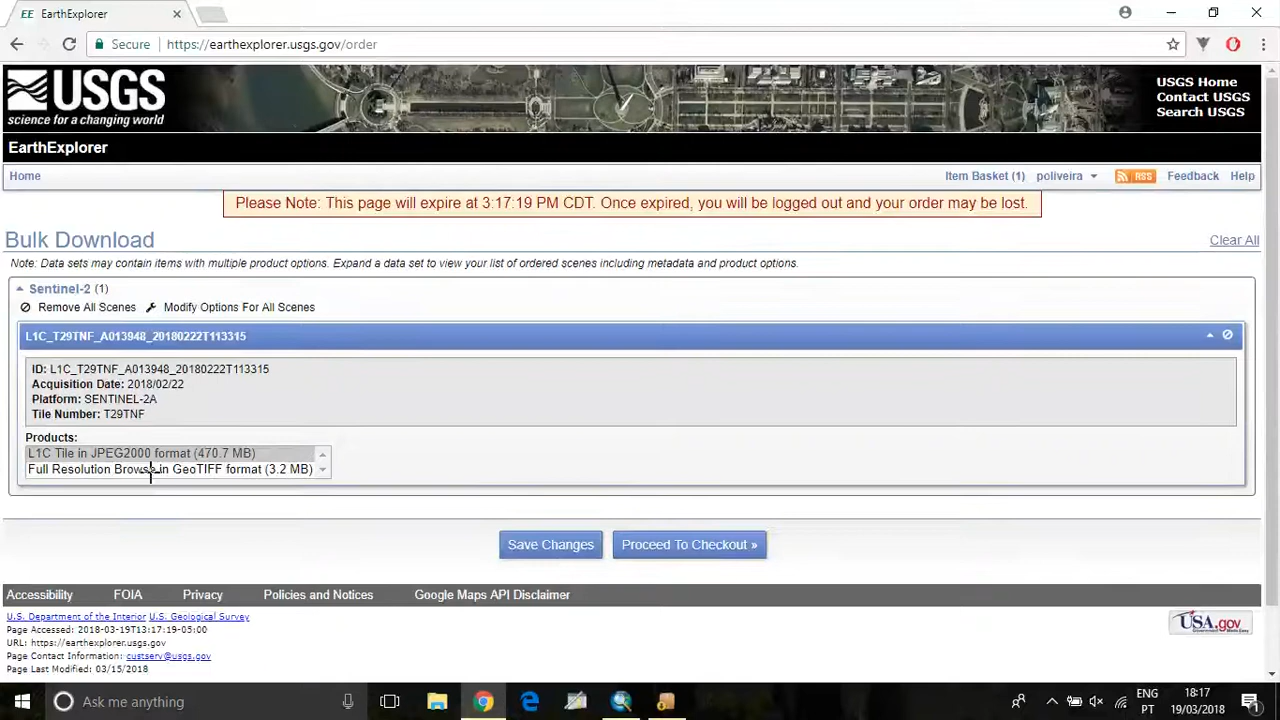 EE EarthExplorer
Secure https://earthexplorer.usgs.gov/order
USGS
science for a changing world
USGS Home
Contact USGS
Search USGS
EarthExplorer
Home
Item Basket (1) poliveira RSS Feedback Help
Please Note: This page will expire at 3:17:19 PM CDT. Once expired, you will be logged out and your order may be lost.
Bulk Download
Clear All
Note: Data sets may contain items with multiple product options. Expand a data set to view your list of ordered scenes including metadata and product options.
Sentinel-2 (1)
Remove All Scenes Modify Options For All Scenes
L1C_T29TNF_A013948_20180222T113315
ID: L1C_T29TNF_A013948_20180222T113315
Acquisition Date: 2018/02/22
Platform: SENTINEL-2A
Tile Number: T29TNF
Products:
L1C Tile in JPEG2000 format (470.7 MB)
Full Resolution Browse in GeoTIFF format (3.2 MB)
Save Changes Proceed To Checkout »
Accessibility FOIA Privacy Policies and Notices Google Maps API Disclaimer
U.S. Department of the Interior U.S. Geological Survey
Page Accessed: 2018-03-19T13:17:19-05:00
URL: https://earthexplorer.usgs.gov
Page Contact Information: custserv@usgs.gov
Page Last Modified: 03/15/2018
USA.gov
Ask me anything
ENG 18:17
PT 19/03/2018
1